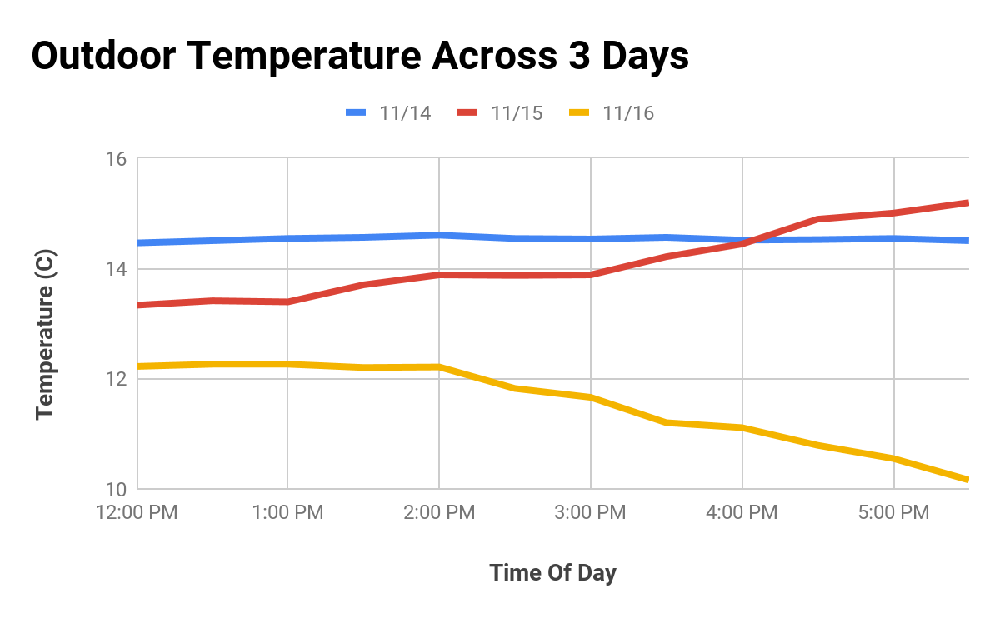 Outdoor Temperature Across 3 Days
11/14 11/15 11/16
16
14
12
10
Temperature (C)
12:00 PM 1:00 PM 2:00 PM 3:00 PM 4:00 PM 5:00 PM
Time Of Day